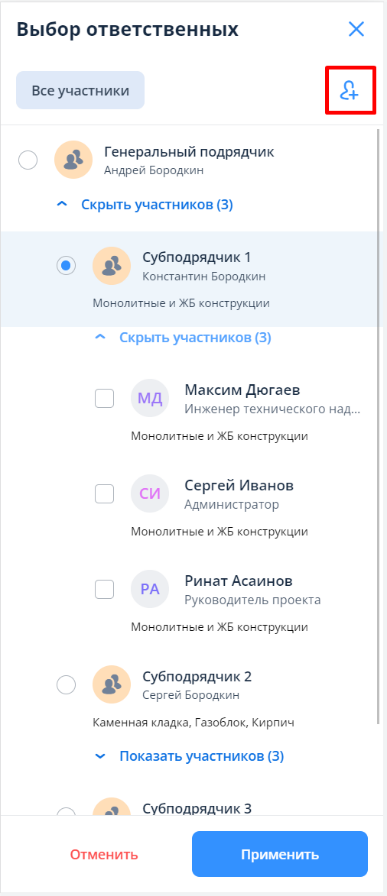 Выбор ответственных
Все участники
Генеральный подрядчик
Андрей Бородкин
Скрыть участников (3)
Субподрядчик 1
Константин Бородкин
Монолитные и ЖБ конструкции
Скрыть участников (3)
МД
Максим Дюгаев
Инженер технического над...
Монолитные и ЖБ конструкции
СИ
Сергей Иванов
Администратор
Монолитные и ЖБ конструкции
РА
Ринат Асаинов
Руководитель проекта
Монолитные и ЖБ конструкции
Субподрядчик 2
Сергей Бородкин
Каменная кладка, Газоблок, Кирпич
Показать участников (3)
Субподрядчик 3
Отменить
Применить